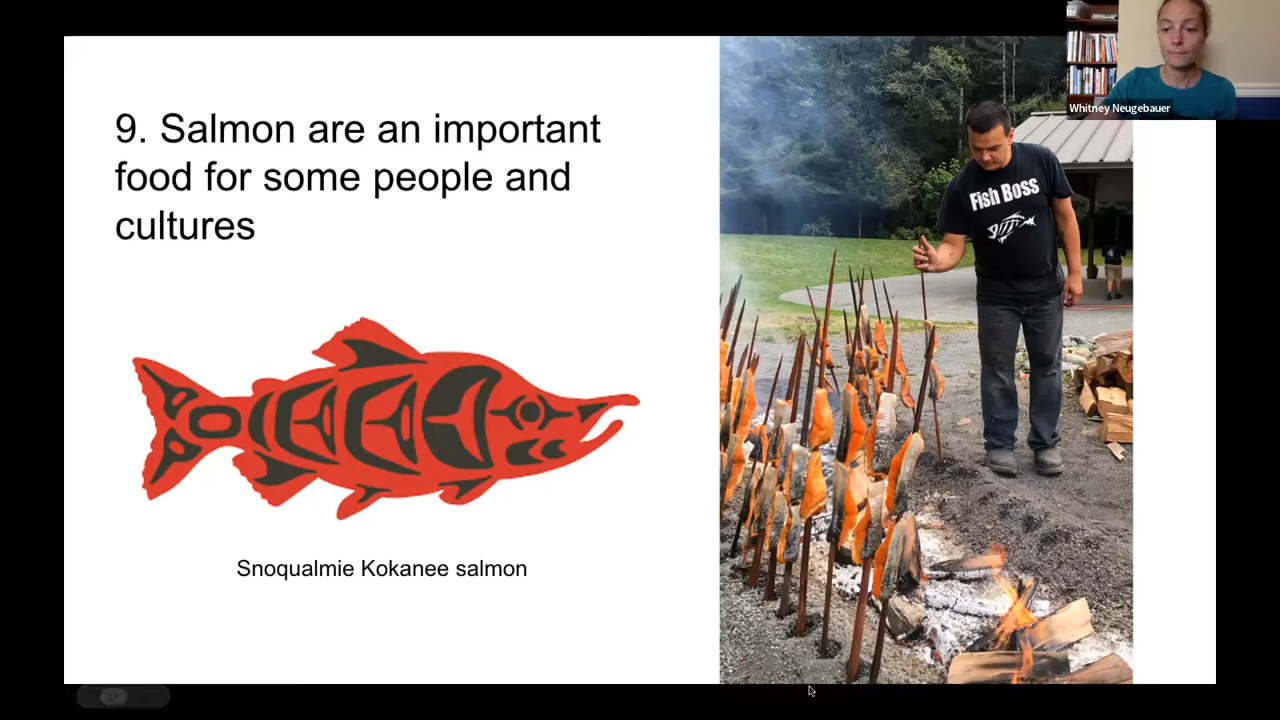 9. Salmon are an important
food for some people and
cultures
Snoqualmie Kokanee salmon
Fish Boss
Whitney Neugebauer